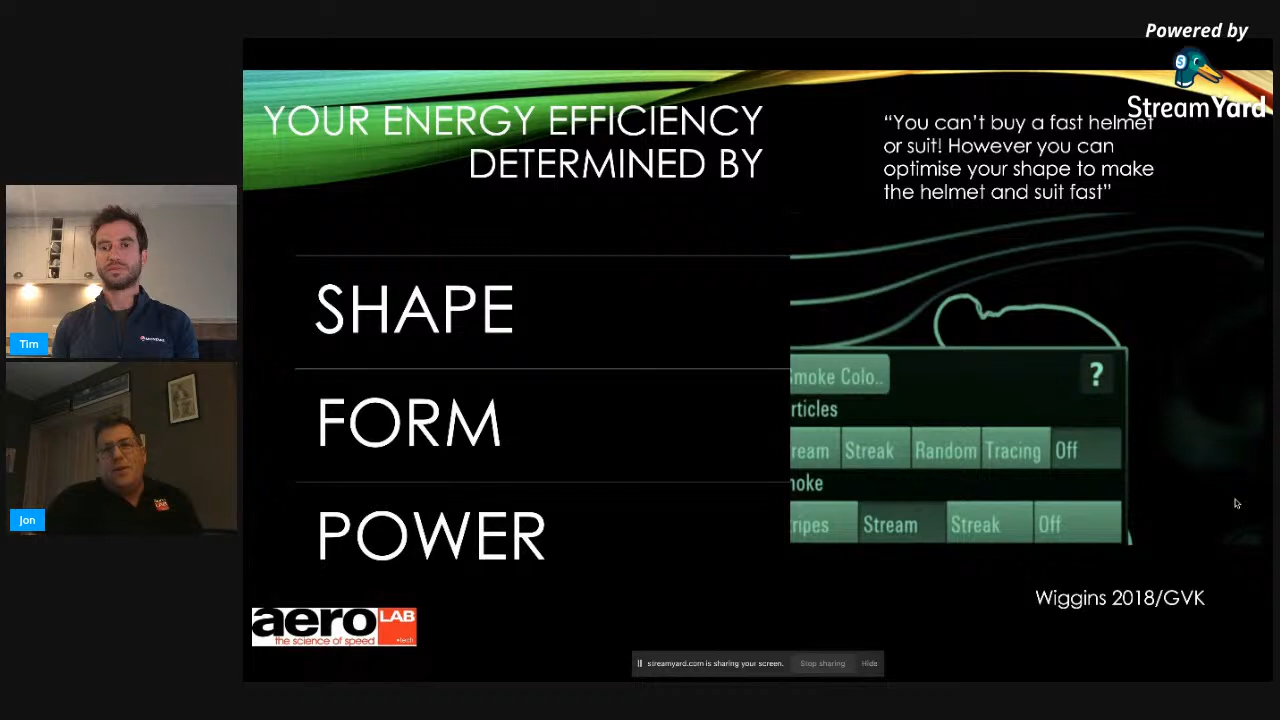 Powered by
StreamYard
YOUR ENERGY EFFICIENCY
DETERMINED BY
“You can’t buy a fast helmet
or suit! However you can
optimise your shape to make
the helmet and suit fast”
SHAPE
FORM
POWER
Smoke Colo..
?
rticles
ream Streak Random Tracing Off
moke
ripes Stream Streak Off
Wiggins 2018/GVK
aero LAB
the science of speed •tech
streamyard.com is sharing your screen. Stop sharing Hide
Tim
Jon